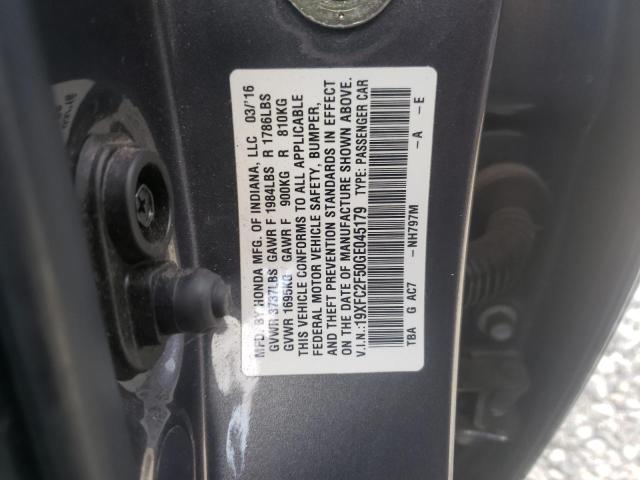 MFD. BY HONDA MFG. OF INDIANA, LLC 03/'16
GVWR 3737LBS GAWR F 1984LBS R 1786LBS
GVWR 1695KG GAWR F 900KG R 810KG
THIS VEHICLE CONFORMS TO ALL APPLICABLE
FEDERAL MOTOR VEHICLE SAFETY, BUMPER,
AND THEFT PREVENTION STANDARDS IN EFFECT
ON THE DATE OF MANUFACTURE SHOWN ABOVE.
V.I.N.:19XFC2F50GE045179 TYPE: PASSENGER CAR
TBA G AC7 —NH797M —A —E